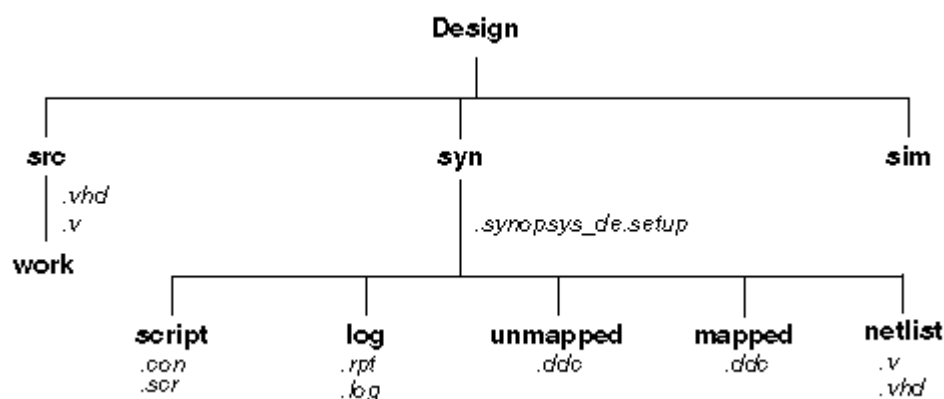 Design
src
syn
sim
.vhd
.v
.synopsys_dc.setup
work
script
log
unmapped
mapped
netlist
.con
.rpt
.ddc
.ddc
.v
.scr
.log
.vhd